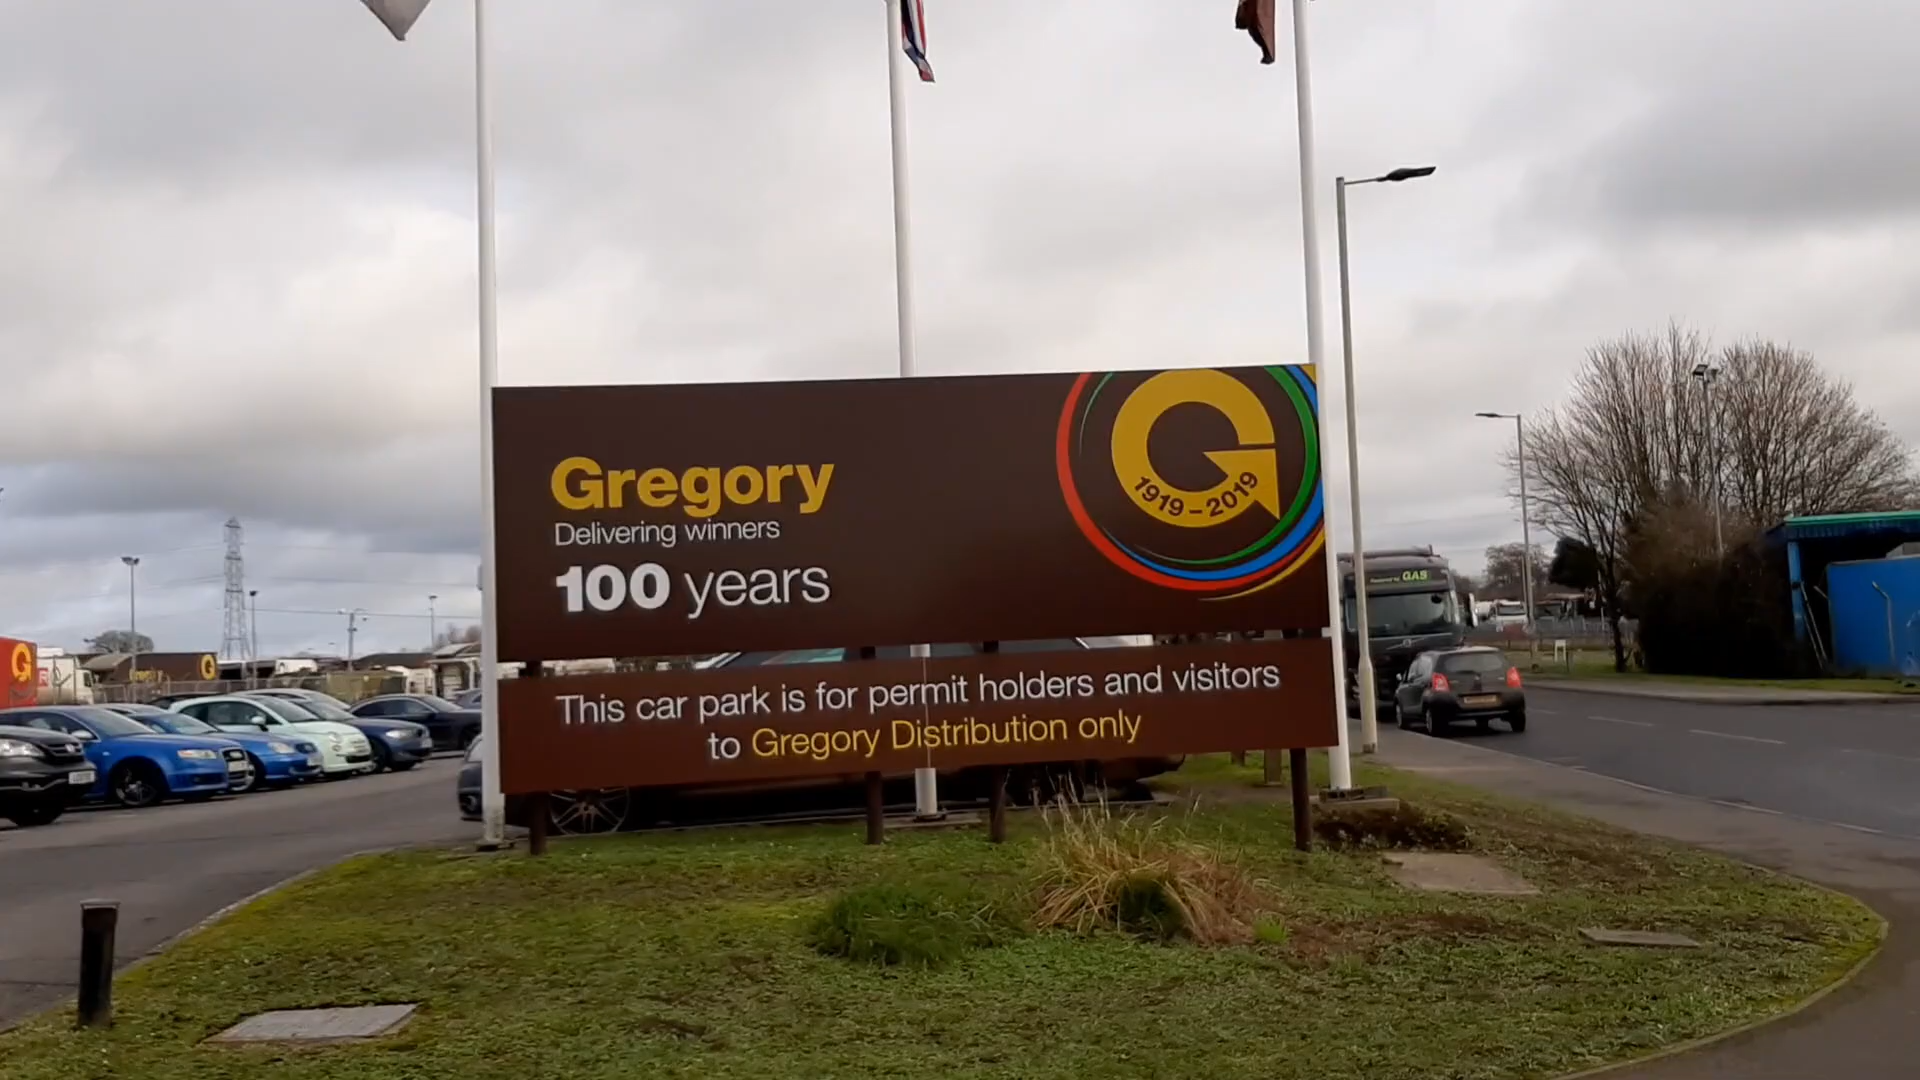 Gregory
Delivering winners
100 years
1919-2019
This car park is for permit holders and visitors
to Gregory Distribution only
GAS